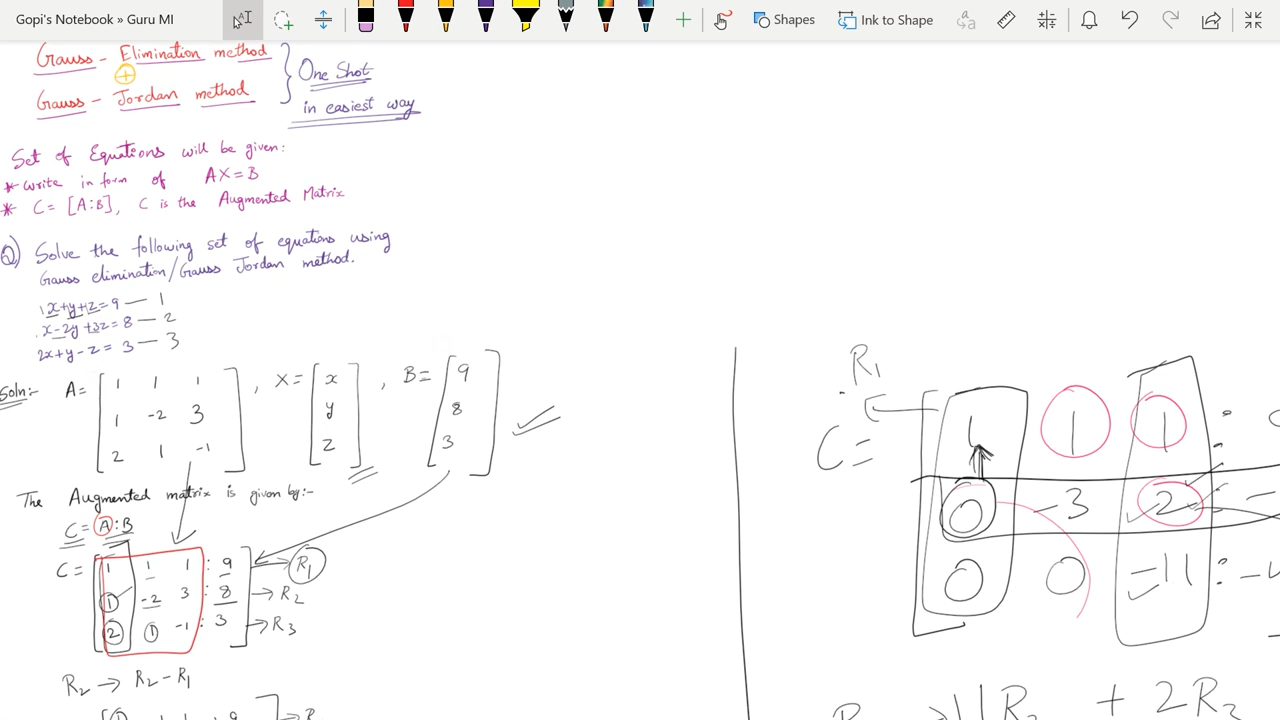 Gopi's Notebook » Guru MI
Shapes
Ink to Shape
Gauss - Elimination method
+
Gauss - Jordan method
One Shot
in easiest way
Set of Equations will be given:
* Write in form of AX = B
* C = [A:B], C is the Augmented Matrix
Q) Solve the following set of equations using
Gauss elimination/Gauss Jordan method.
1x+y+1z=9 — 1
x-2y+3z=8 — 2
2x+y-z=3 — 3
Soln:- A= [1 1 1, X= [x, B= [9
1 -2 3 y 8
2 1 -1] z] 3]
The Augmented matrix is given by:-
C = A:B
C = [1 1 1 : 9 → R1
1 -2 3 : 8 → R2
2 1 -1 : 3] → R3
R2 → R2 - R1
R1
C = [1 1 1 :
0 -3 2 : -
0 0 -11 : -4
→ 11R2 + 2R3